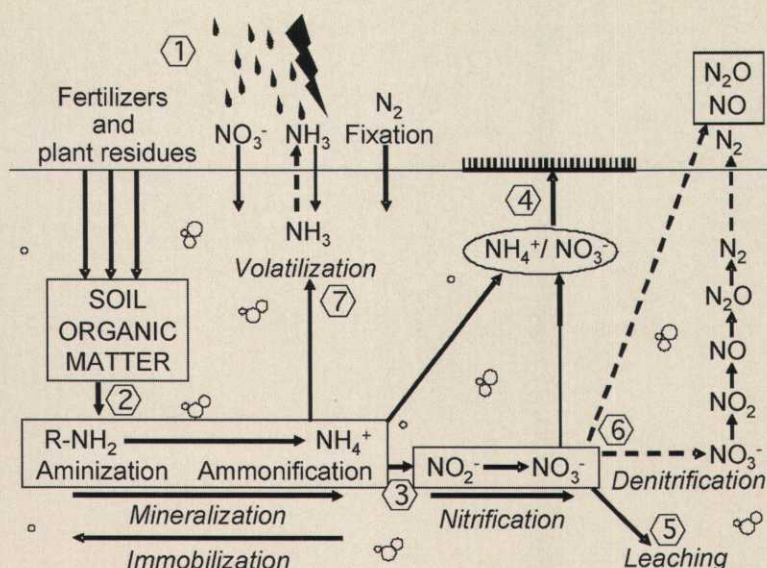 1
Fertilizers
and
plant residues
NO₃⁻
NH₃
N₂
Fixation
N₂O
NO
N₂
NH₃
Volatilization
4
NH₄⁺/ NO₃⁻
7
SOIL
ORGANIC
MATTER
2
N₂
N₂O
NO
NO₂
NO₃⁻
Denitrification
R-NH₂
NH₄⁺
Aminization
Ammonification
3
NO₂⁻
NO₃⁻
6
Mineralization
Nitrification
Immobilization
5
Leaching